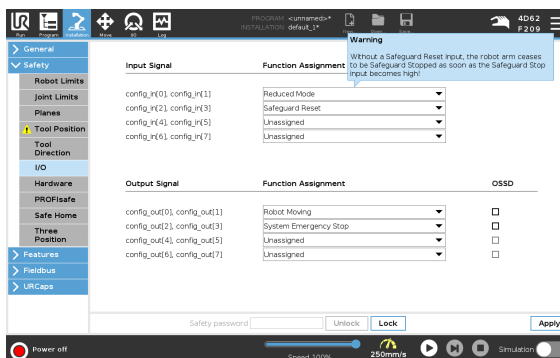 PROGRAM <unnamed>*
INSTALLATION default_1*
4D62
F209
Run
Program
Installation
Move
I/O
Log
New...
Open...
Save...
Warning
Without a Safeguard Reset input, the robot arm ceases
to be Safeguard Stopped as soon as the Safeguard Stop
input becomes high!
General
Safety
Robot Limits
Joint Limits
Planes
Tool Position
Tool
Direction
I/O
Hardware
PROFIsafe
Safe Home
Three
Position
Features
Fieldbus
URCaps
Input Signal
Function Assignment
config_in[0], config_in[1]
Reduced Mode
config_in[2], config_in[3]
Safeguard Reset
config_in[4], config_in[5]
Unassigned
config_in[6], config_in[7]
Unassigned
Output Signal
Function Assignment
OSSD
config_out[0], config_out[1]
Robot Moving
config_out[2], config_out[3]
System Emergency Stop
config_out[4], config_out[5]
Unassigned
config_out[6], config_out[7]
Unassigned
Safety password
Unlock
Lock
Apply
Power off
Speed 100%
250mm/s
Simulation